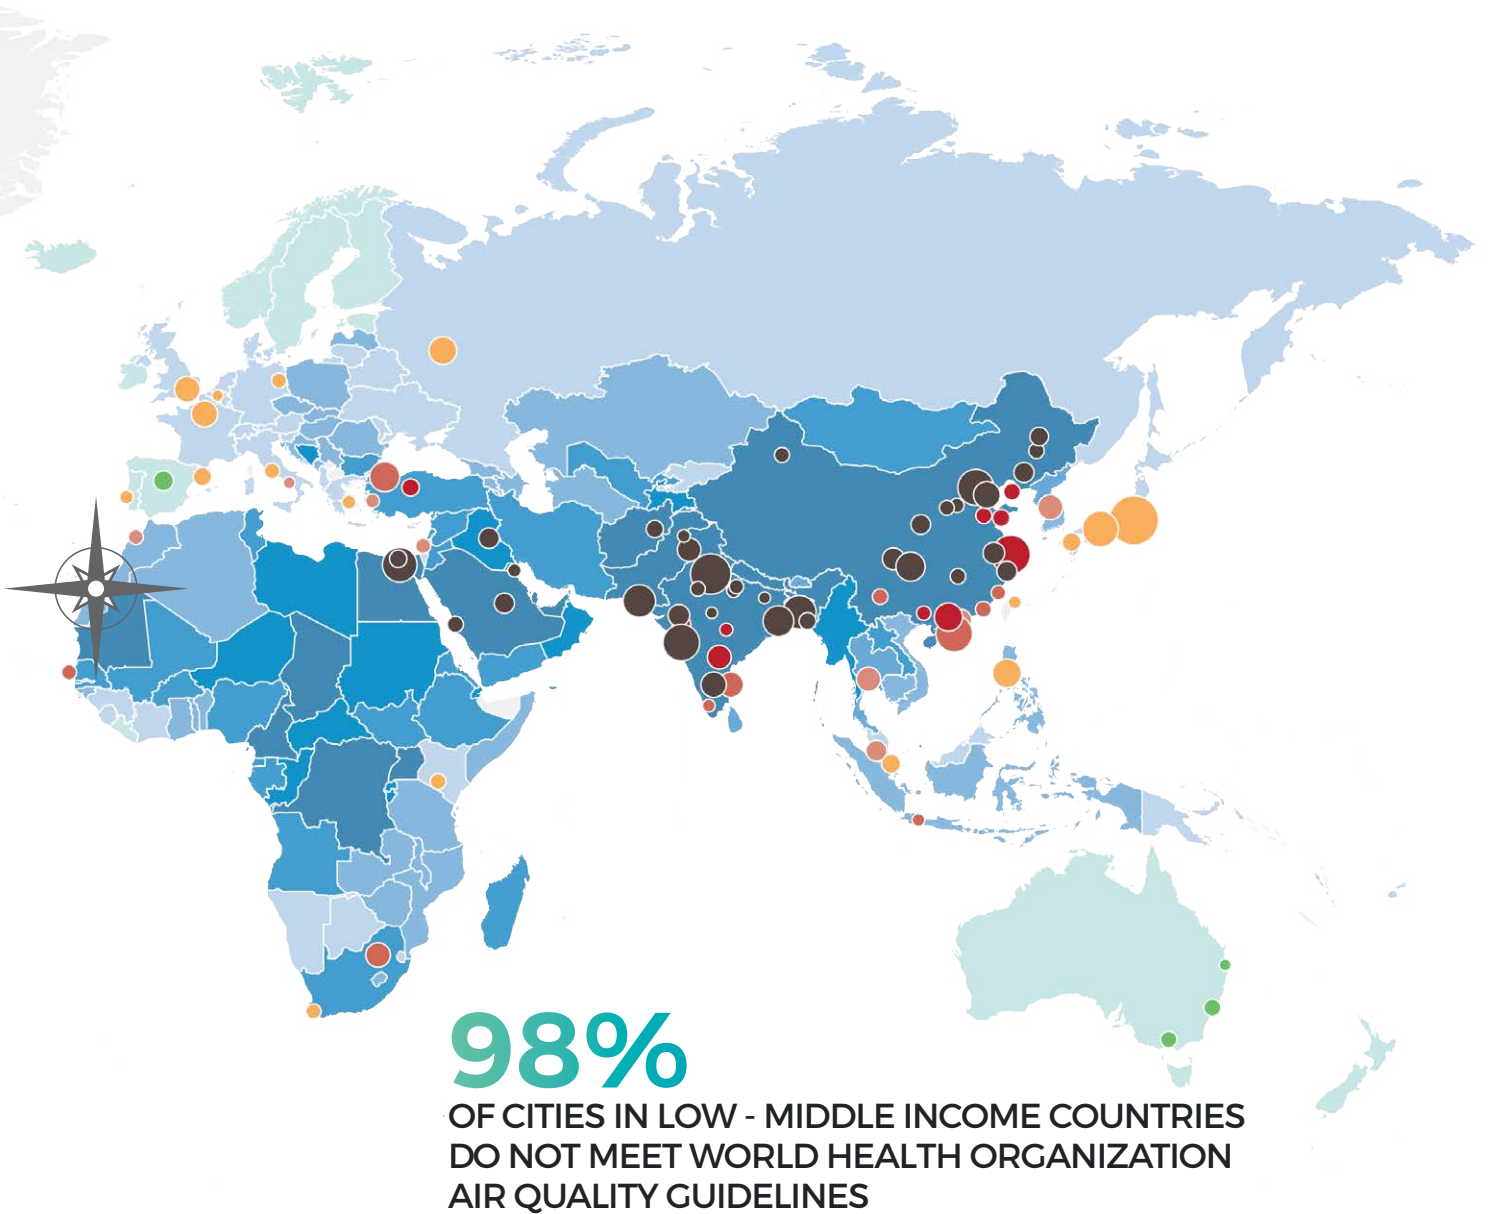 98%
OF CITIES IN LOW - MIDDLE INCOME COUNTRIES
DO NOT MEET WORLD HEALTH ORGANIZATION
AIR QUALITY GUIDELINES